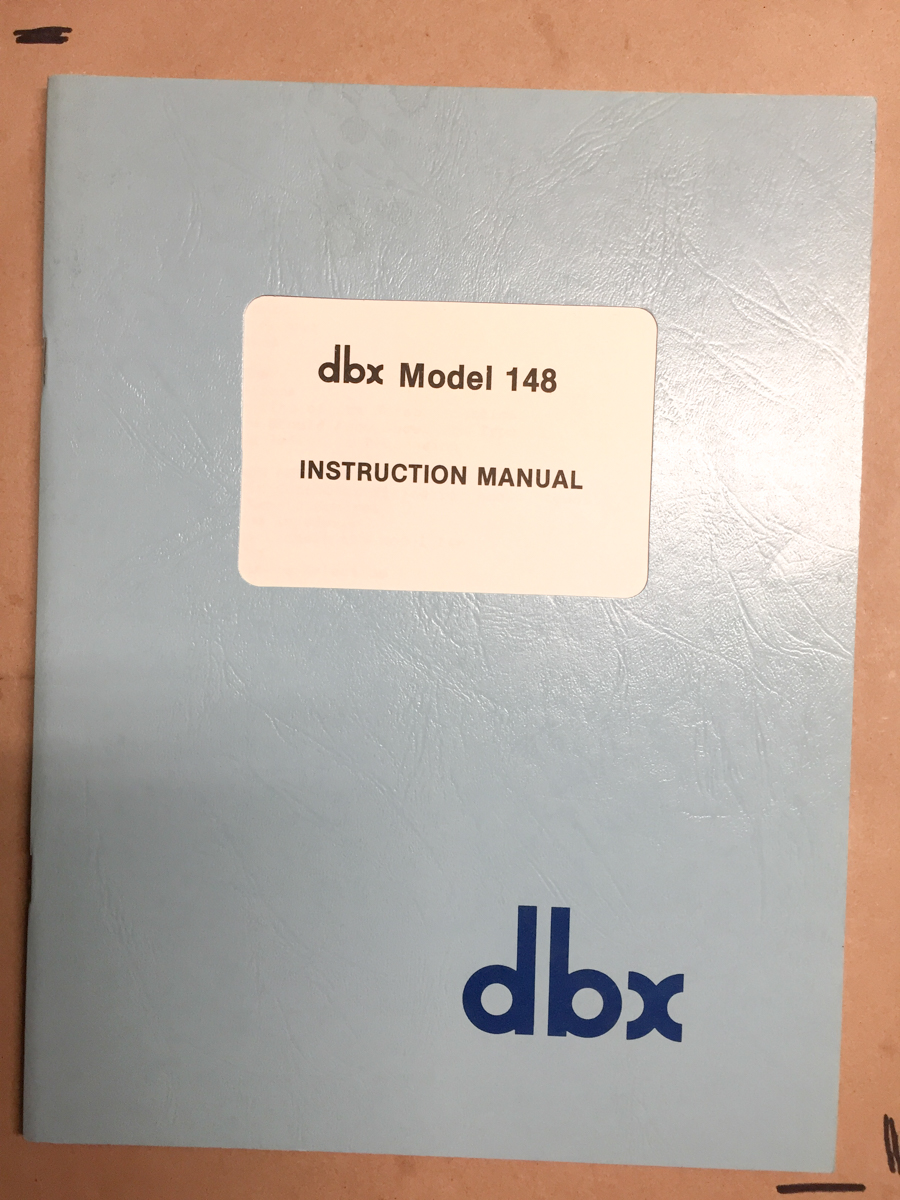 dbx Model 148
INSTRUCTION MANUAL
dbx